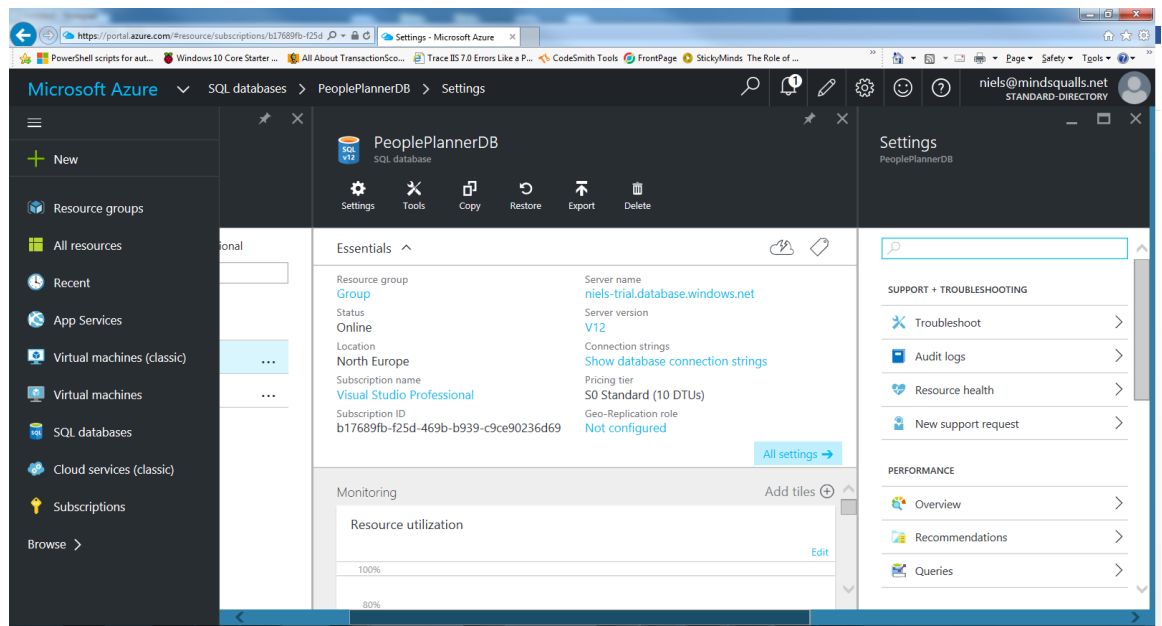 https://portal.azure.com/#resource/subscriptions/b17689fb-f25d
Settings - Microsoft Azure
PowerShell scripts for aut...
Windows 10 Core Starter ...
All About TransactionSco...
Trace IIS 7.0 Errors Like a P...
CodeSmith Tools
FrontPage
StickyMinds The Role of ...
Page
Safety
Tools
Microsoft Azure
SQL databases > PeoplePlannerDB > Settings
1
niels@mindsqualls.net
STANDARD-DIRECTORY
New
Resource groups
All resources
Recent
App Services
Virtual machines (classic)
Virtual machines
SQL databases
Cloud services (classic)
Subscriptions
Browse >
ional
...
...
SQL
v12
PeoplePlannerDB
SQL database
Settings
Tools
Copy
Restore
Export
Delete
Essentials
Resource group
Group
Status
Online
Location
North Europe
Subscription name
Visual Studio Professional
Subscription ID
b17689fb-f25d-469b-b939-c9ce90236d69
Server name
niels-trial.database.windows.net
Server version
V12
Connection strings
Show database connection strings
Pricing tier
S0 Standard (10 DTUs)
Geo-Replication role
Not configured
All settings
Monitoring
Add tiles
Resource utilization
Edit
100%
80%
Settings
PeoplePlannerDB
SUPPORT + TROUBLESHOOTING
Troubleshoot
Audit logs
Resource health
New support request
PERFORMANCE
Overview
Recommendations
Queries